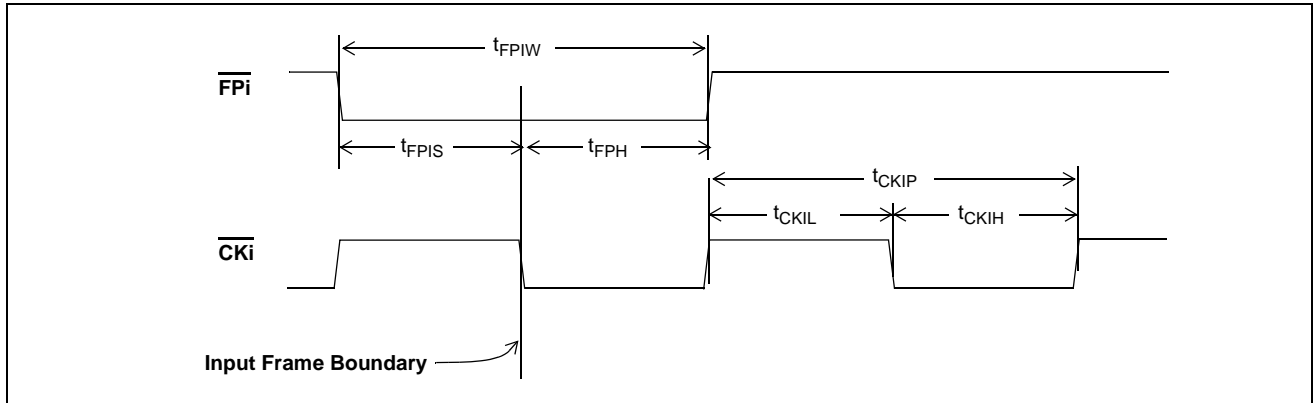 tFPIW
FPi
tFPIS
tFPH
tCKIP
tCKIL
tCKIH
CKi
Input Frame Boundary